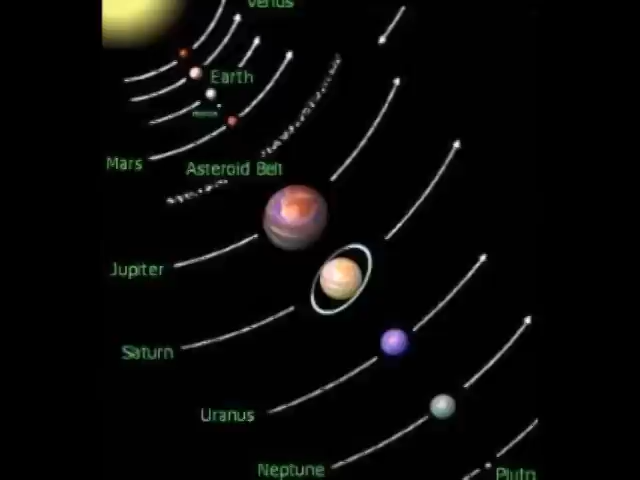 Venus
Earth
Mars
Asteroid Belt
Jupiter
Saturn
Uranus
Neptune
Pluto